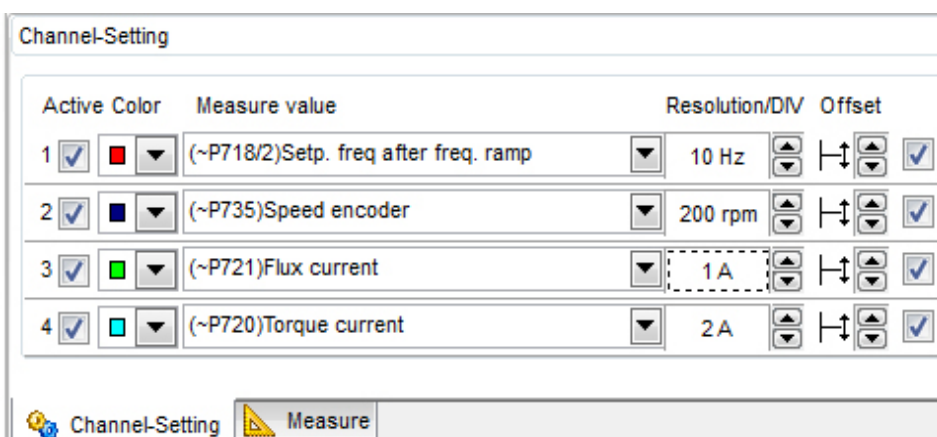 Channel-Setting
Active Color Measure value Resolution/DIV Offset
1 (~P718/2)Setp. freq after freq. ramp 10 Hz
2 (~P735)Speed encoder 200 rpm
3 (~P721)Flux current 1 A
4 (~P720)Torque current 2 A
Channel-Setting Measure